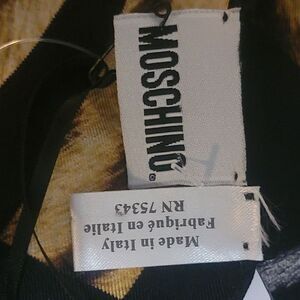 MOSCHINO
Made in Italy
Fabriqué en Italie
RN 75343